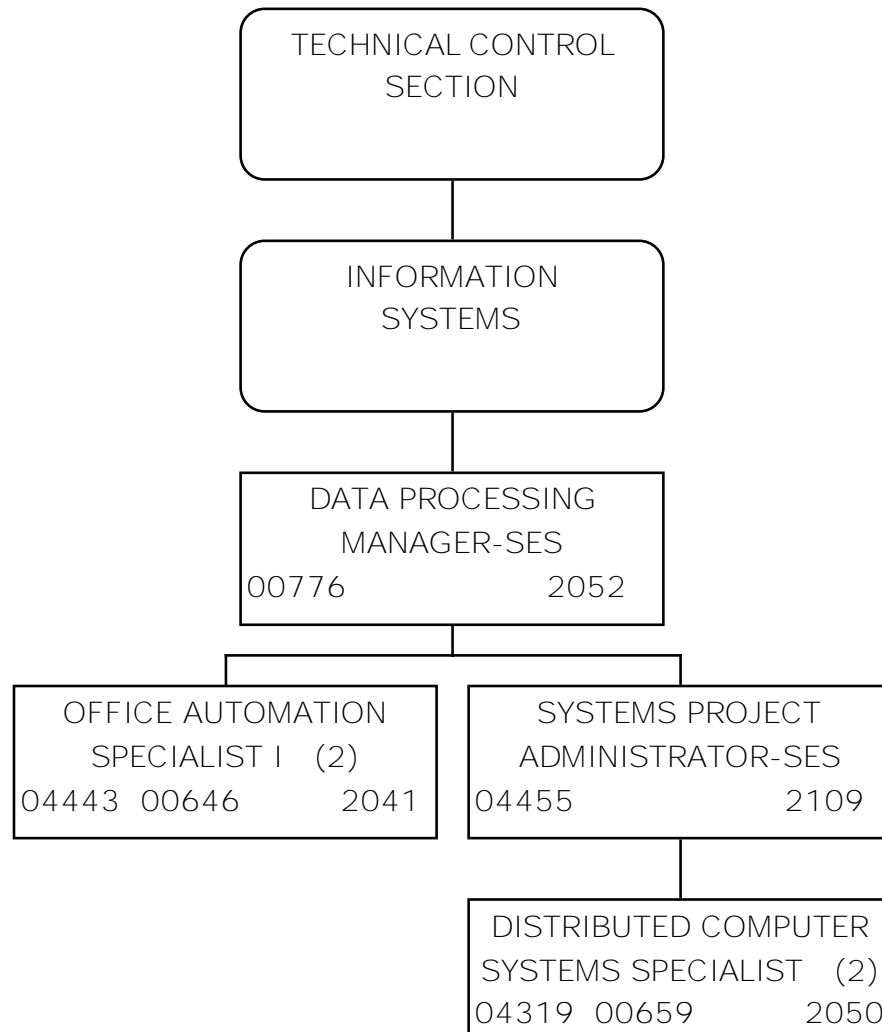 TECHNICAL CONTROL
SECTION
INFORMATION
SYSTEMS
DATA PROCESSING
MANAGER-SES
00776 2052
OFFICE AUTOMATION
SPECIALIST I (2)
04443 00646 2041
SYSTEMS PROJECT
ADMINISTRATOR-SES
04455 2109
DISTRIBUTED COMPUTER
SYSTEMS SPECIALIST (2)
04319 00659 2050